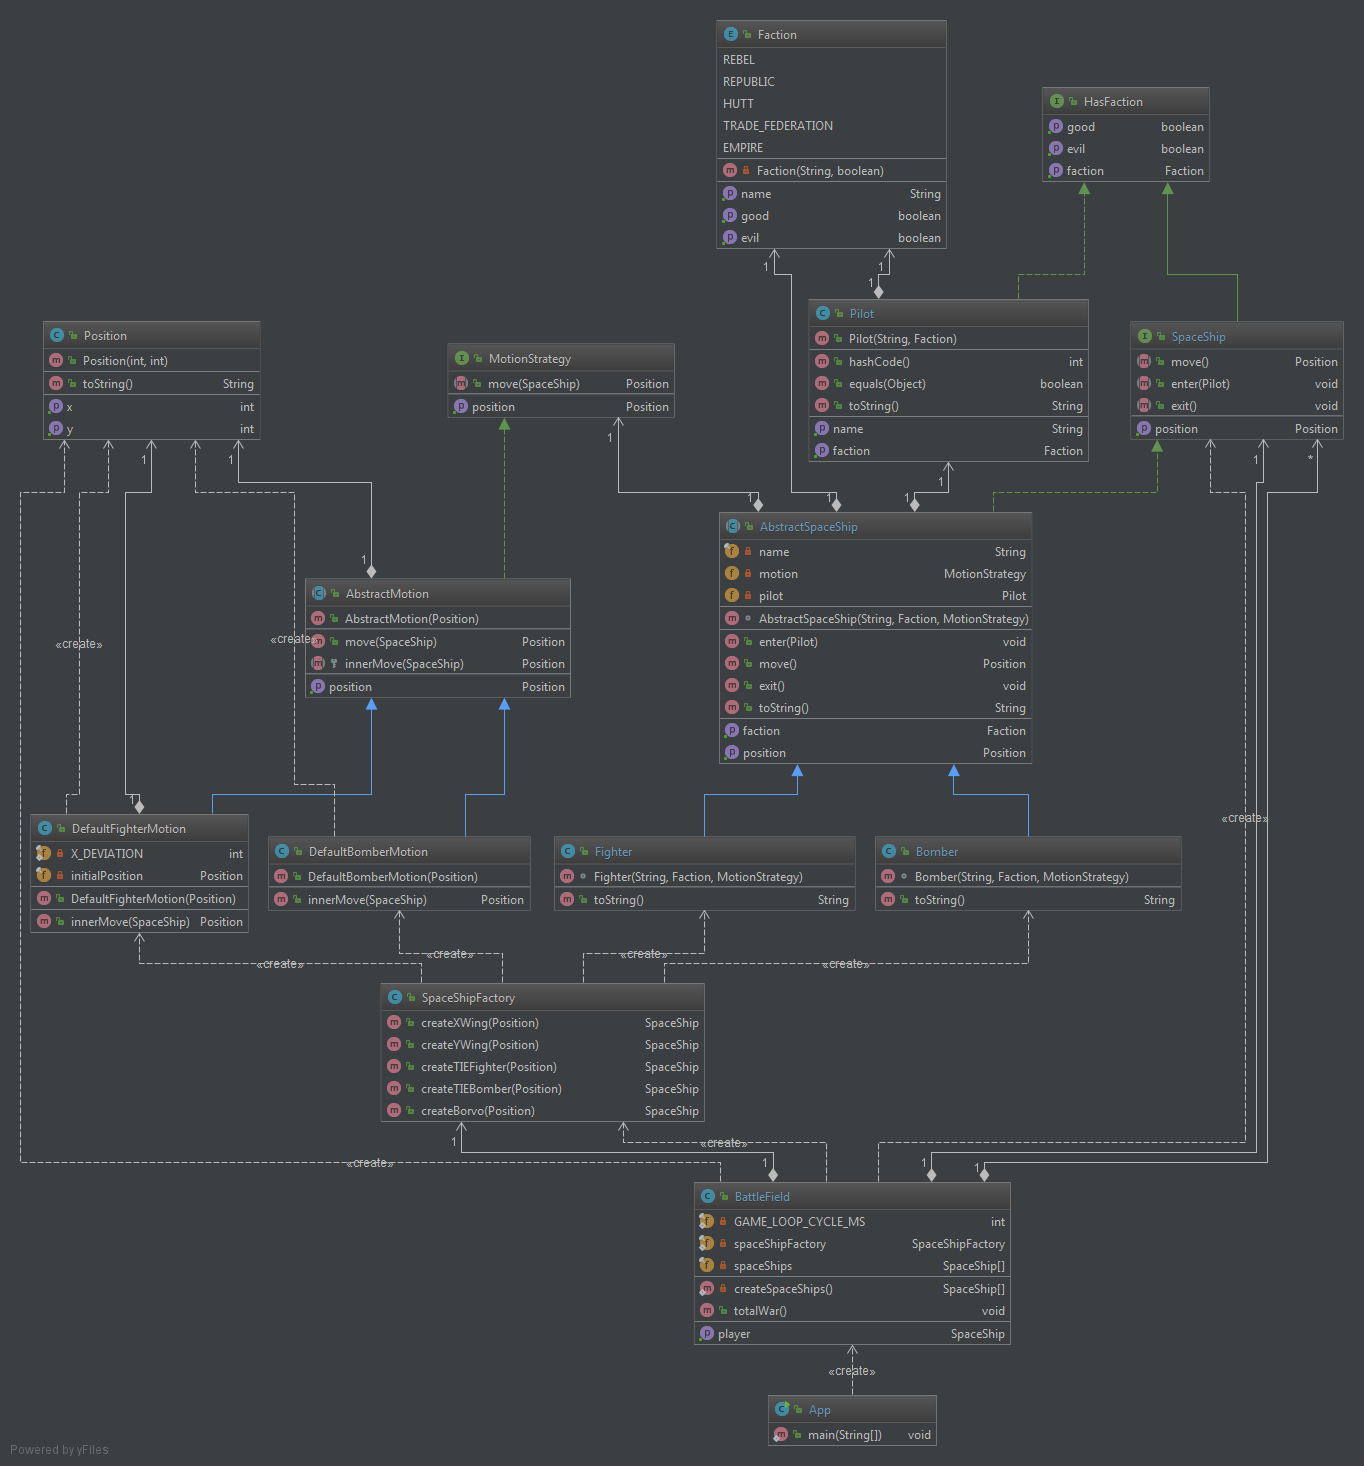 Faction
REBEL
REPUBLIC
HUTT
TRADE_FEDERATION
EMPIRE
Faction(String, boolean)
name String
good boolean
evil boolean
HasFaction
good boolean
evil boolean
faction Faction
1
1
1
Pilot
Pilot(String, Faction)
hashCode() int
equals(Object) boolean
toString() String
name String
faction Faction
SpaceShip
move() Position
enter(Pilot) void
exit() void
position Position
Position
Position(int, int)
toString() String
x int
y int
MotionStrategy
move(SpaceShip) Position
position Position
1
1
1
1
1
*
1
1
1
AbstractSpaceShip
name String
motion MotionStrategy
pilot Pilot
AbstractSpaceShip(String, Faction, MotionStrategy)
enter(Pilot) void
move() Position
exit() void
toString() String
faction Faction
position Position
1
AbstractMotion
AbstractMotion(Position)
move(SpaceShip) Position
innerMove(SpaceShip) Position
position Position
«create»
«create»
«create»
1
DefaultFighterMotion
X_DEVIATION int
initialPosition Position
DefaultFighterMotion(Position)
innerMove(SpaceShip) Position
DefaultBomberMotion
DefaultBomberMotion(Position)
innerMove(SpaceShip) Position
Fighter
Fighter(String, Faction, MotionStrategy)
toString() String
Bomber
Bomber(String, Faction, MotionStrategy)
toString() String
«create»
«create»
«create»
«create»
SpaceShipFactory
createXWing(Position) SpaceShip
createYWing(Position) SpaceShip
createTIEFighter(Position) SpaceShip
createTIEBomber(Position) SpaceShip
createBorvo(Position) SpaceShip
1
«create»
«create»
1
1
1
BattleField
GAME_LOOP_CYCLE_MS int
spaceShipFactory SpaceShipFactory
spaceShips SpaceShip[]
createSpaceShips() SpaceShip[]
totalWar() void
player SpaceShip
«create»
App
main(String[]) void
Powered by yFiles